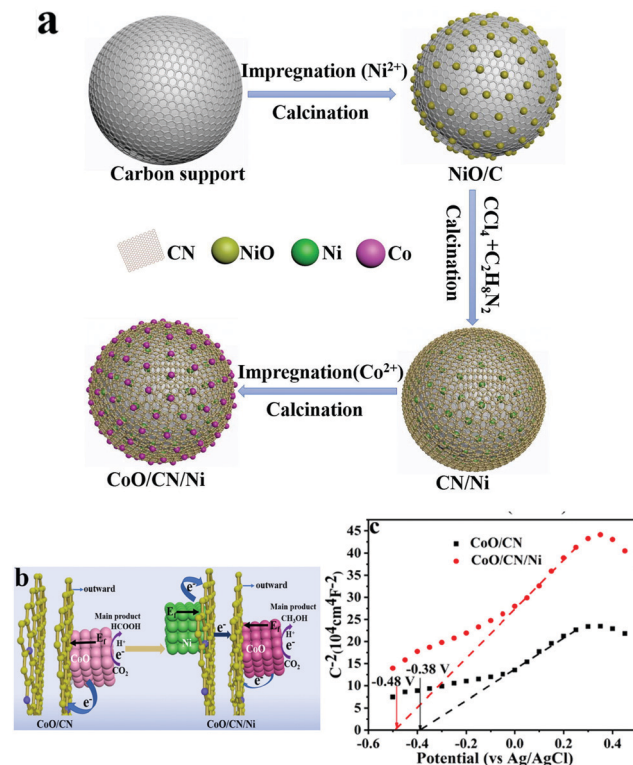 a
Impregnation (Ni²⁺)
Calcination
Carbon support
NiO/C
CCl₄ +C₂H₈N₂
Calcination
CN
NiO
Ni
Co
Impregnation(Co²⁺)
Calcination
CoO/CN/Ni
CN/Ni
b
outward
Main product
HCOOH
H⁺
e⁻
CO₂
E_f
CoO
e⁻
CoO/CN
e⁻
E_f
Ni
e⁻
outward
Main product
CH₃OH
H⁺
e⁻
CO₂
E_f
CoO
e⁻
CoO/CN/Ni
c
CoO/CN
CoO/CN/Ni
C⁻²(10⁴cm⁴F⁻²)
45
40
35
30
25
20
15
10
5
0
-0.48 V
-0.38 V
-0.6 -0.4 -0.2 0.0 0.2 0.4
Potential (vs Ag/AgCl)